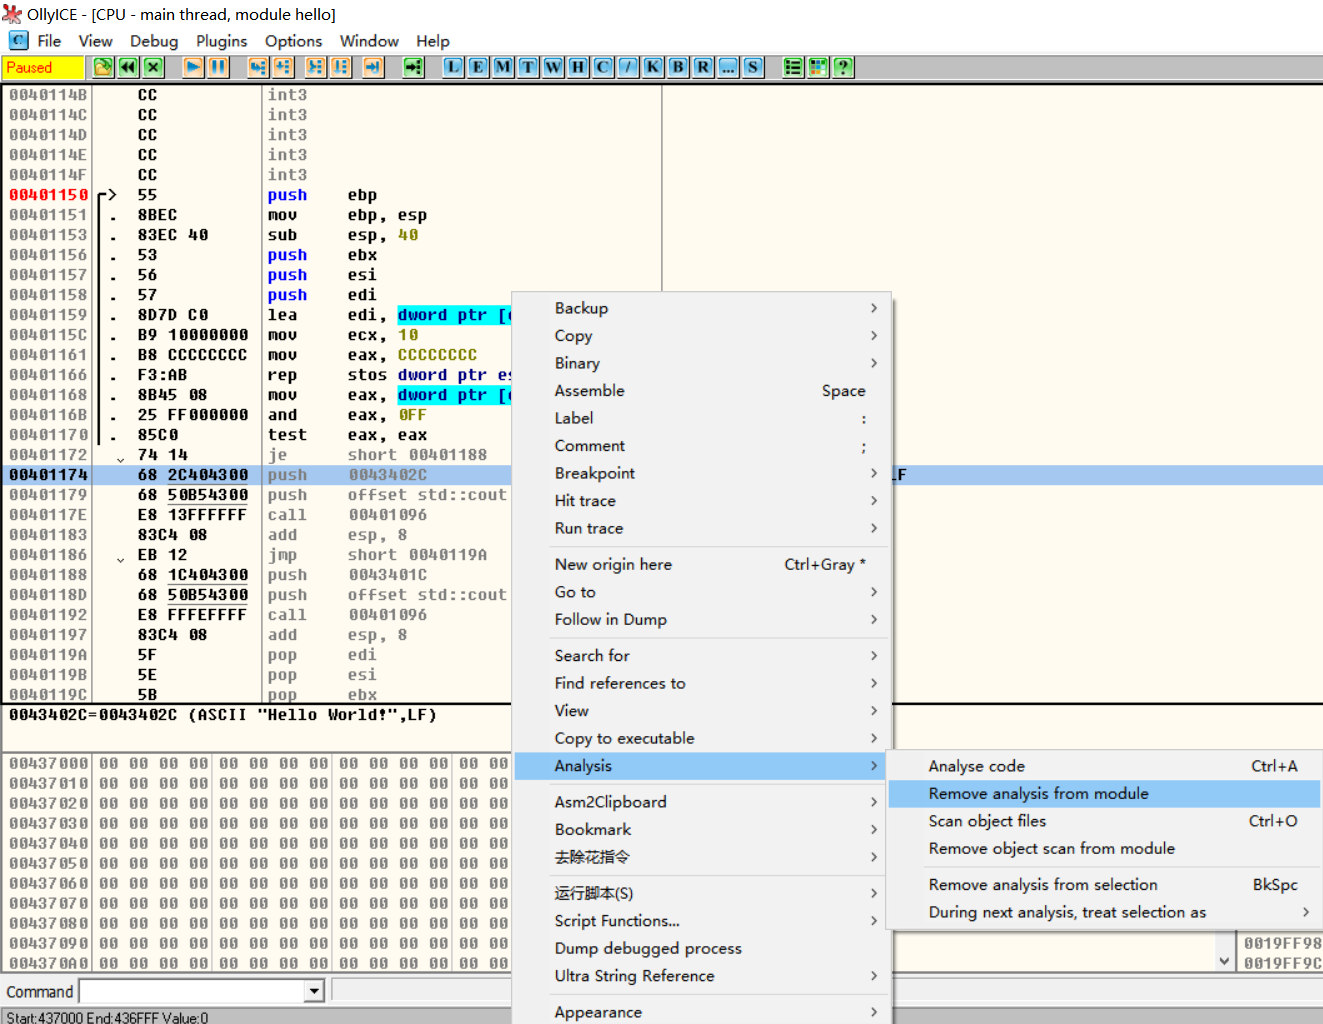 OllyICE - [CPU - main thread, module hello]
C File View Debug Plugins Options Window Help
Paused L E M T W H C / K B R ... S ?
0040114B CC int3
0040114C CC int3
0040114D CC int3
0040114E CC int3
0040114F CC int3
00401150 > 55 push ebp
00401151 . 8BEC mov ebp, esp
00401153 . 83EC 40 sub esp, 40
00401156 . 53 push ebx
00401157 . 56 push esi
00401158 . 57 push edi
00401159 . 8D7D C0 lea edi, dword ptr [
0040115C . B9 10000000 mov ecx, 10
00401161 . B8 CCCCCCCC mov eax, CCCCCCCC
00401166 . F3:AB rep stos dword ptr es
00401168 . 8B45 08 mov eax, dword ptr [
0040116B . 25 FF000000 and eax, 0FF
00401170 . 85C0 test eax, eax
00401172 74 14 je short 00401188
00401174 68 2C404300 push 0043402C LF
00401179 68 50B54300 push offset std::cout
0040117E E8 13FFFFFF call 00401096
00401183 83C4 08 add esp, 8
00401186 EB 12 jmp short 0040119A
00401188 68 1C404300 push 0043401C
0040118D 68 50B54300 push offset std::cout
00401192 E8 FFFEFFFF call 00401096
00401197 83C4 08 add esp, 8
0040119A 5F pop edi
0040119B 5E pop esi
0040119C 5B pop ebx
0043402C=0043402C (ASCII "Hello World!",LF)
00437000 00 00 00 00 00 00 00 00 00 00 00 00 00 00
00437010 00 00 00 00 00 00 00 00 00 00 00 00 00 00
00437020 00 00 00 00 00 00 00 00 00 00 00 00 00 00
00437030 00 00 00 00 00 00 00 00 00 00 00 00 00 00
00437040 00 00 00 00 00 00 00 00 00 00 00 00 00 00
00437050 00 00 00 00 00 00 00 00 00 00 00 00 00 00
00437060 00 00 00 00 00 00 00 00 00 00 00 00 00 00
00437070 00 00 00 00 00 00 00 00 00 00 00 00 00 00
00437080 00 00 00 00 00 00 00 00 00 00 00 00 00 00
00437090 00 00 00 00 00 00 00 00 00 00 00 00 00 00
004370A0 00 00 00 00 00 00 00 00 00 00 00 00 00 00
Backup
Copy
Binary
Assemble Space
Label :
Comment ;
Breakpoint
Hit trace
Run trace
New origin here Ctrl+Gray *
Go to
Follow in Dump
Search for
Find references to
View
Copy to executable
Analysis
Asm2Clipboard
Bookmark
去除花指令
运行脚本(S)
Script Functions...
Dump debugged process
Ultra String Reference
Appearance
Analyse code Ctrl+A
Remove analysis from module
Scan object files Ctrl+O
Remove object scan from module
Remove analysis from selection BkSpc
During next analysis, treat selection as
0019FF98
0019FF9C
Command
Start:437000 End:436FFF Value:0